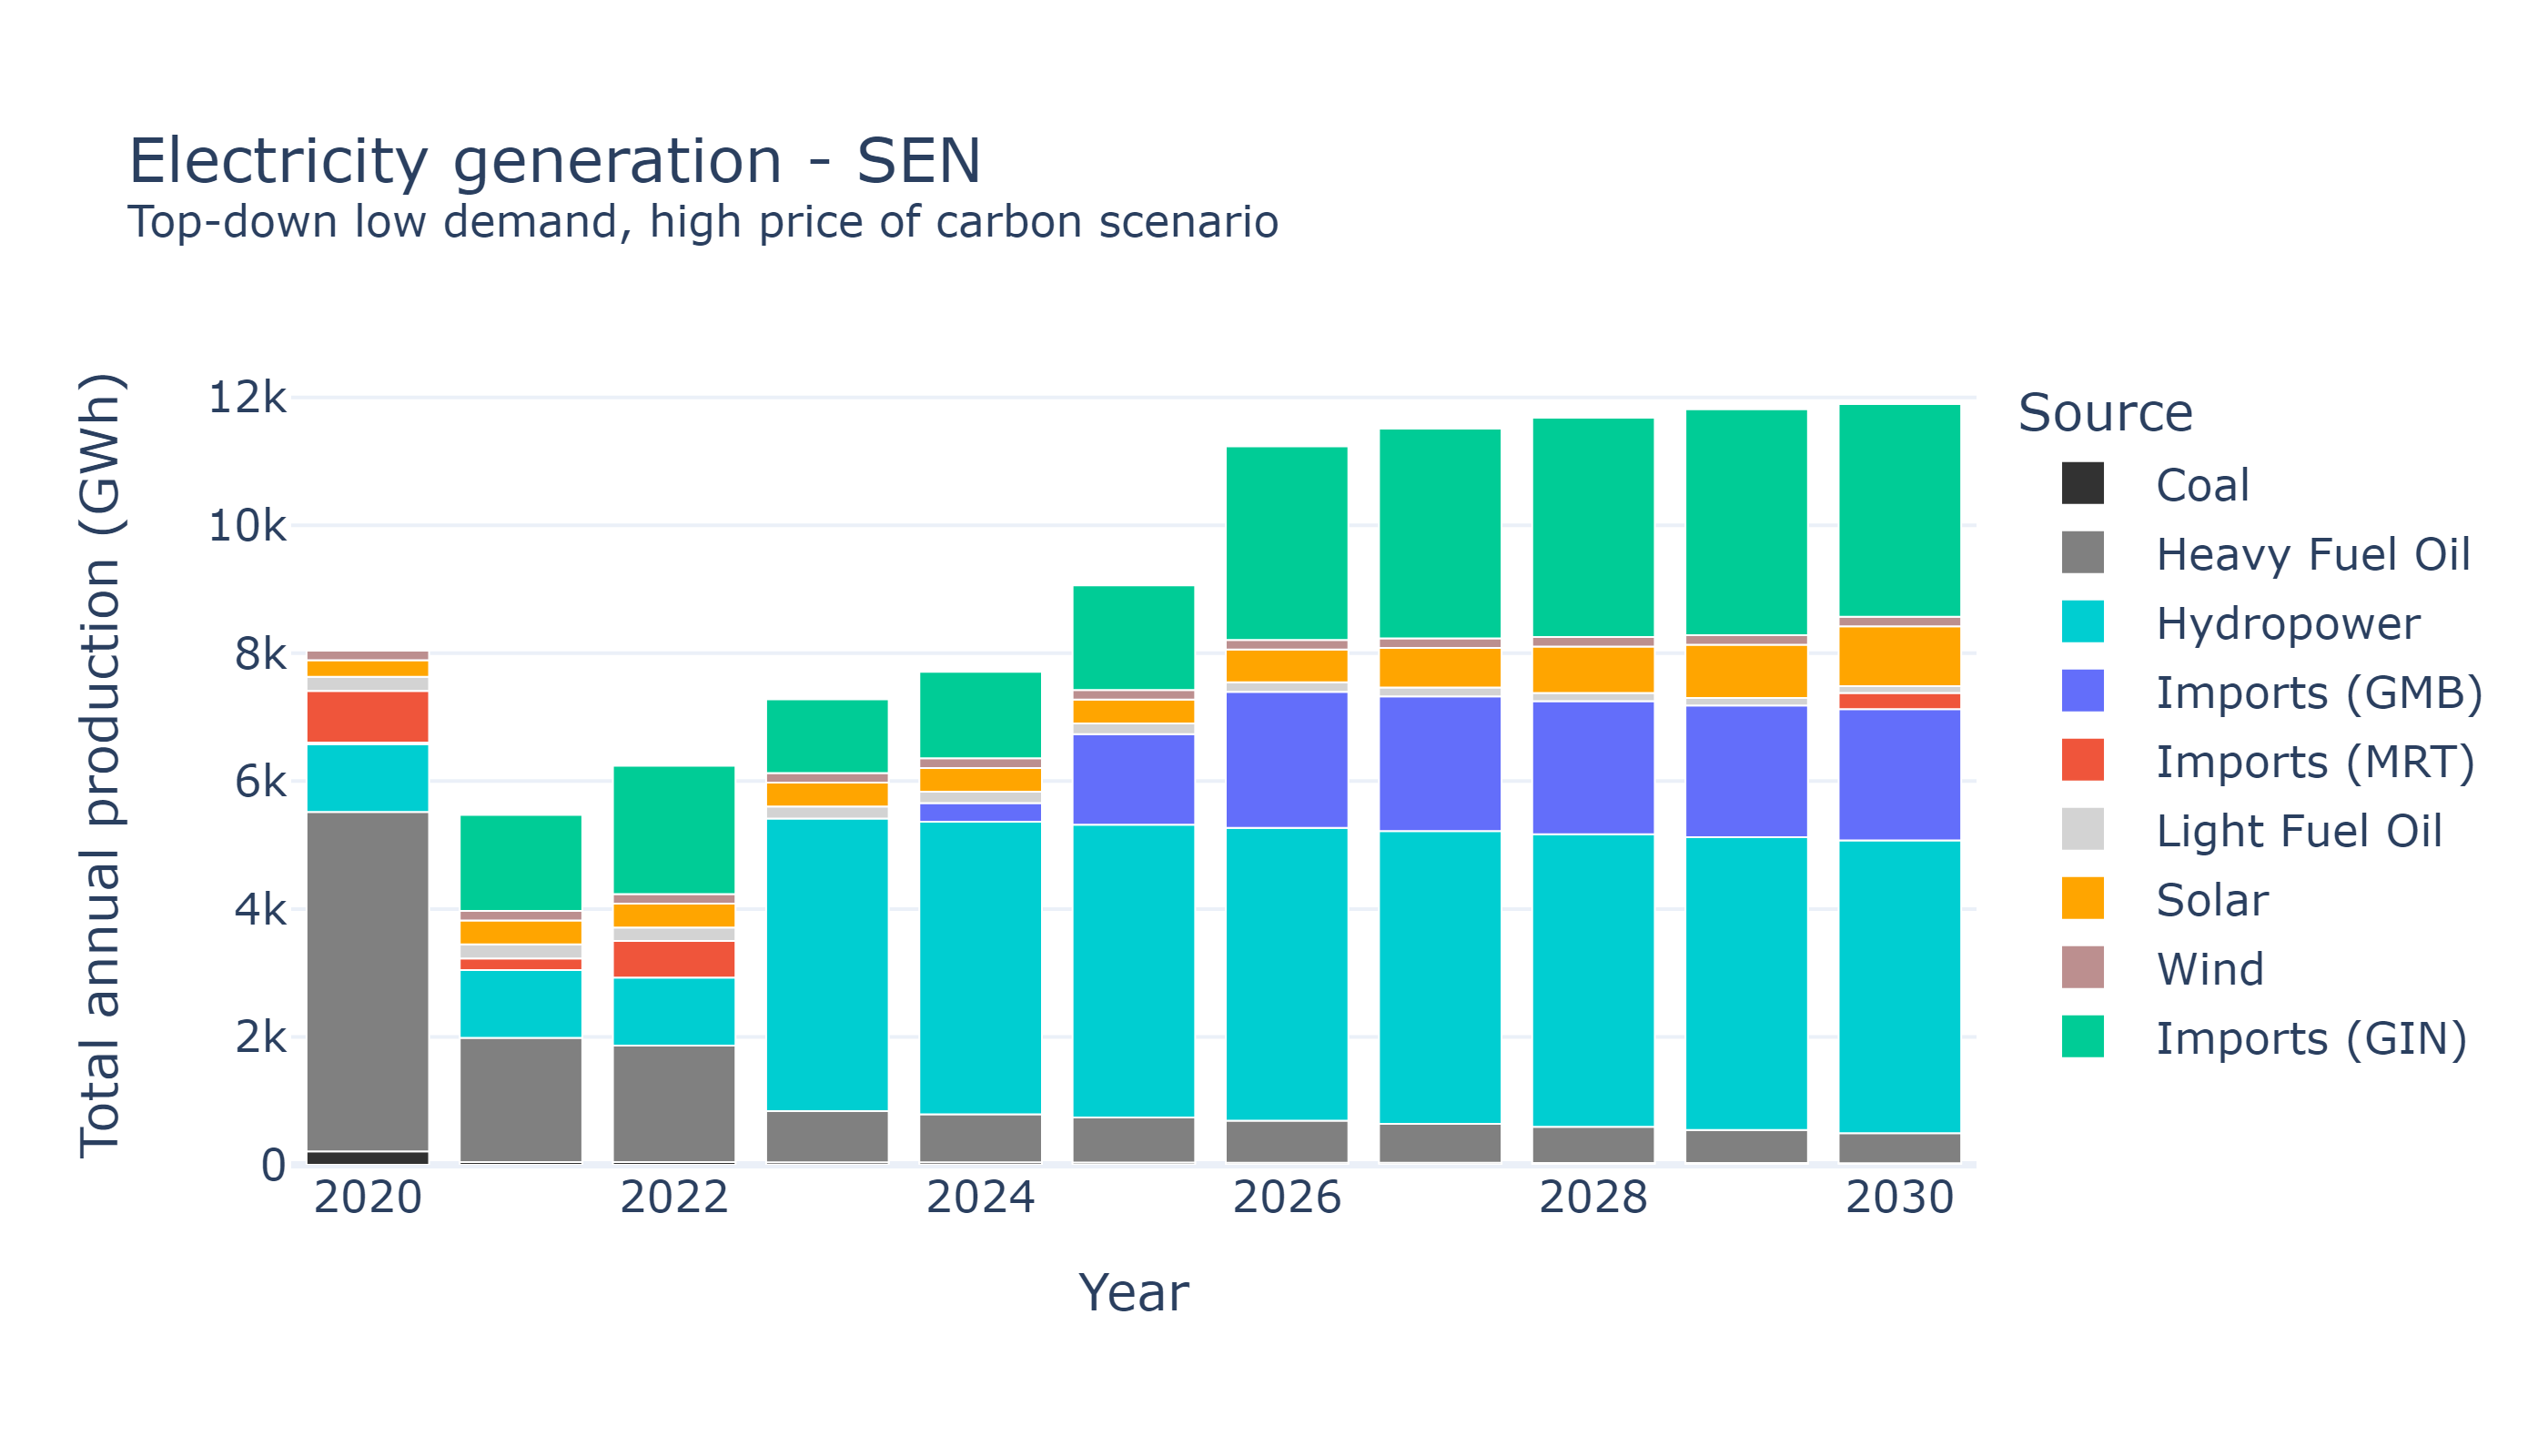 Electricity generation - SEN
Top-down low demand, high price of carbon scenario
Total annual production (GWh)
12k
10k
8k
6k
4k
2k
0
2020
2022
2024
2026
2028
2030
Year
Source
Coal
Heavy Fuel Oil
Hydropower
Imports (GMB)
Imports (MRT)
Light Fuel Oil
Solar
Wind
Imports (GIN)